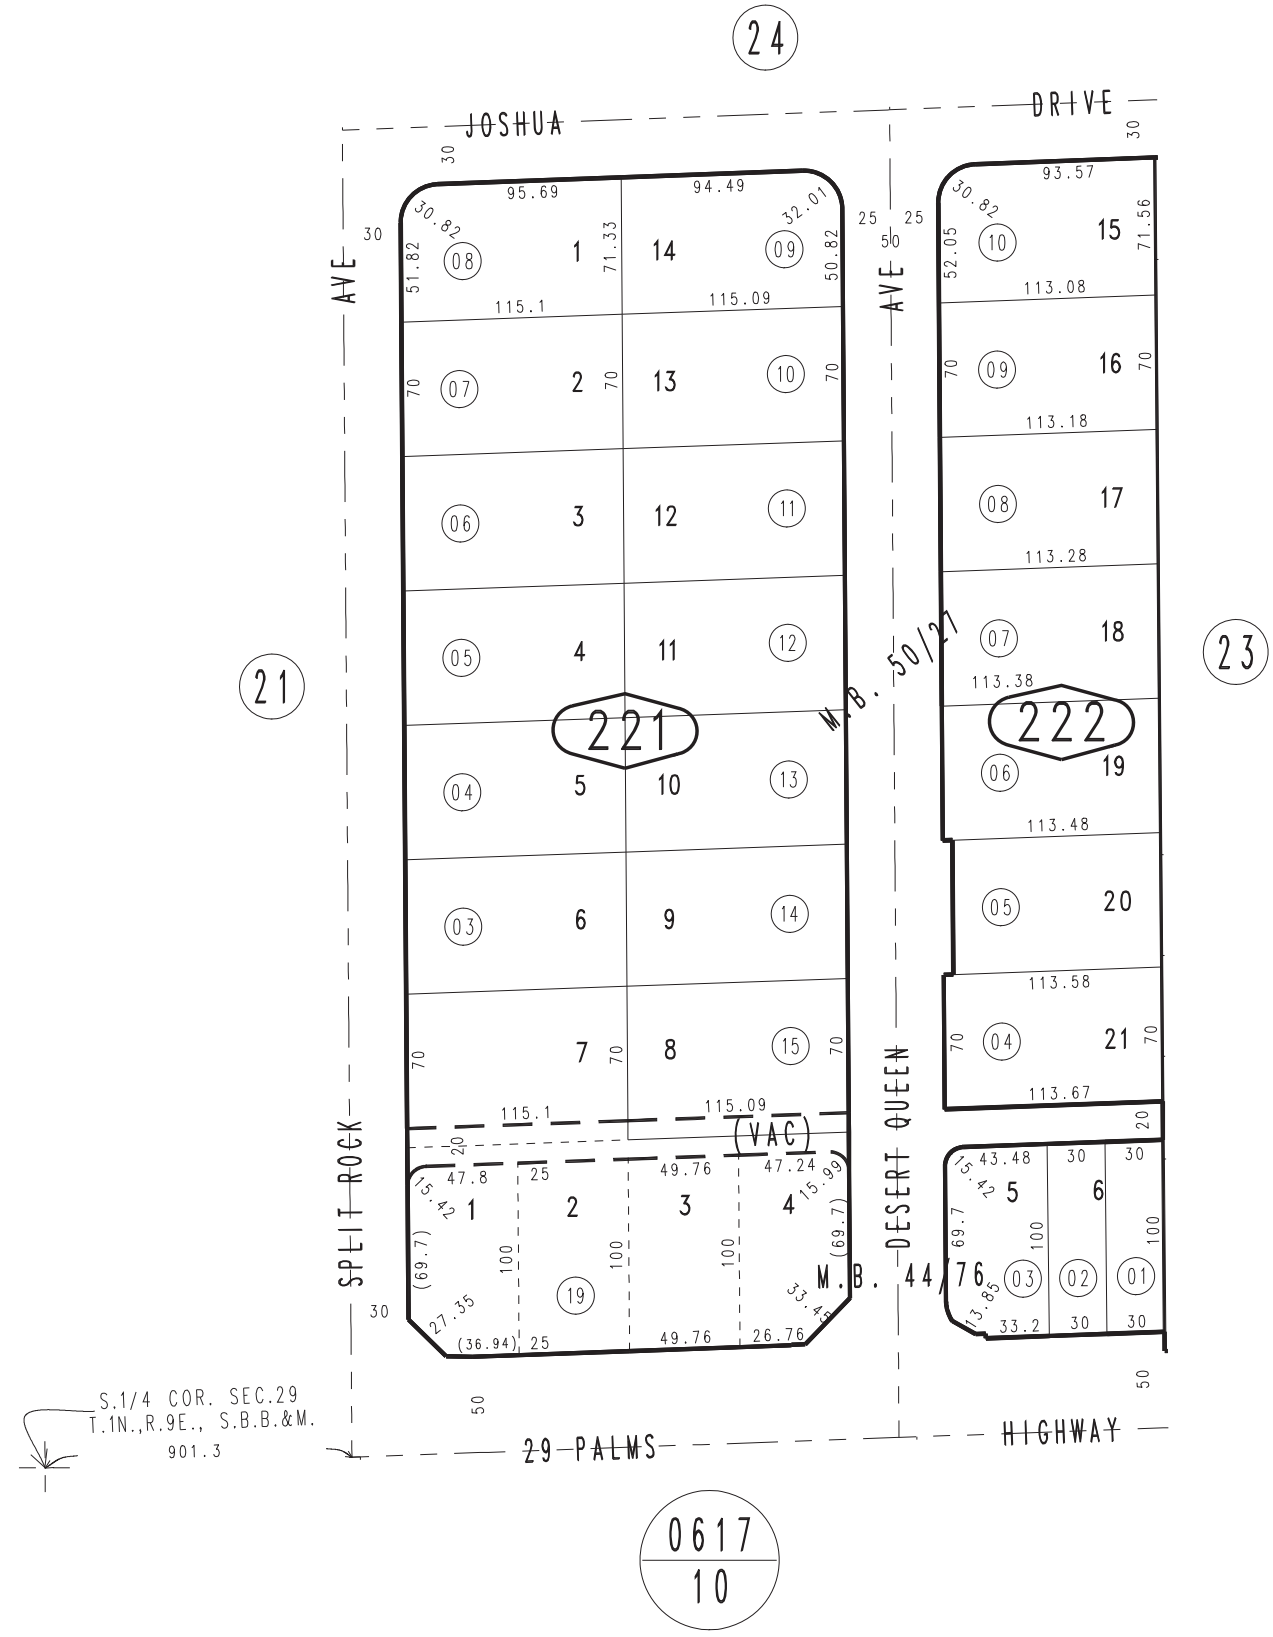 24
JOSHUA DRIVE
30 30
95.69 94.49 93.57
30.82 32.01 30.82
30 25 25
50
AVE AVE
51.82 08 1 71.33 14 09 50.82 52.05 10 15 71.56
115.1 115.09 113.08
70 07 2 70 13 10 70 70 09 16 70
113.18
06 3 12 11 08 17
113.28
05 4 11 12 07 18
M.B. 50/27
113.38
21 23
221 222
04 5 10 13 06 19
113.48
03 6 9 14 05 20
113.58
70 7 70 8 15 70 70 04 21 70
115.1 115.09 113.67
20 (VAC) 20
SPLIT ROCK DESERT QUEEN
47.8 25 49.76 47.24 43.48 30 30
15.42 15.99 15.42
1 2 3 4 5 6
(69.7) 100 100 100 (69.7) 69.7 100 100
M.B. 44/76
19 03 02 01
30 27.35 33.45 13.85
(36.94) 25 49.76 26.76 33.2 30 30
50 50
S.1/4 COR. SEC.29
T.1N.,R.9E., S.B.B.&M.
901.3
29 PALMS HIGHWAY
0617
10